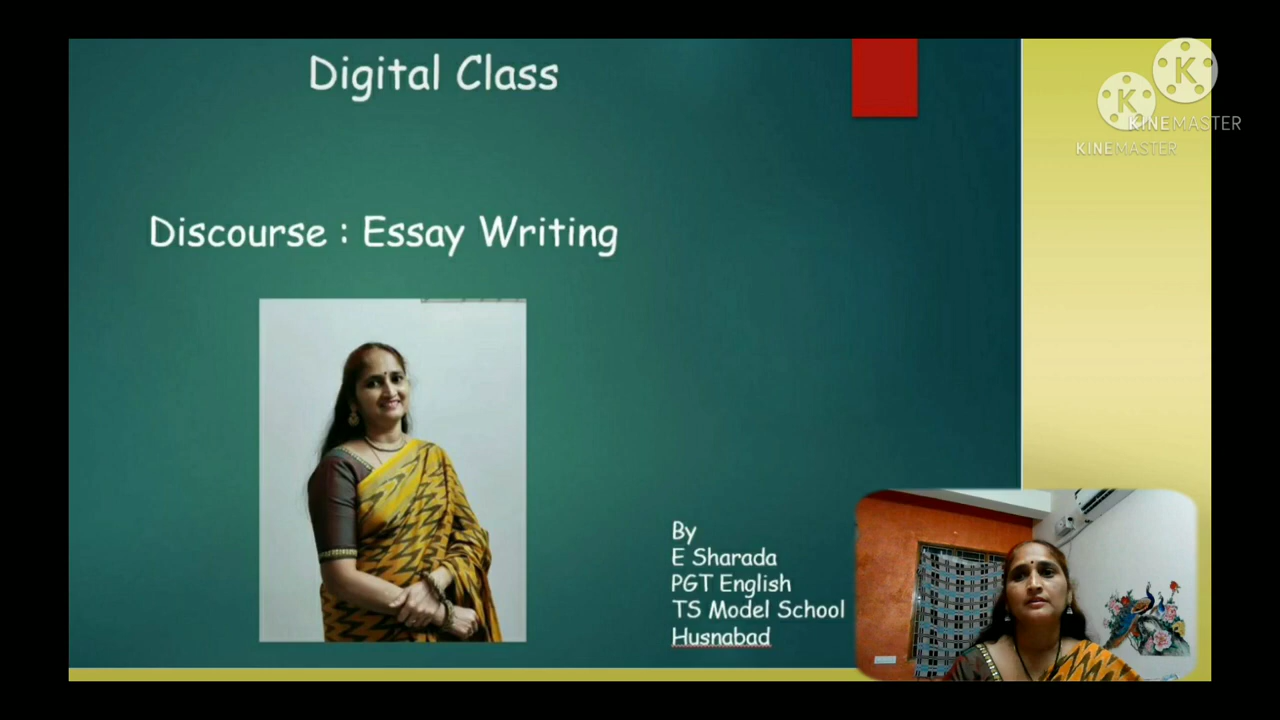 Digital Class
K
K
KINEMASTER
KINEMASTER
Discourse : Essay Writing
By
E Sharada
PGT English
TS Model School
Husnabad